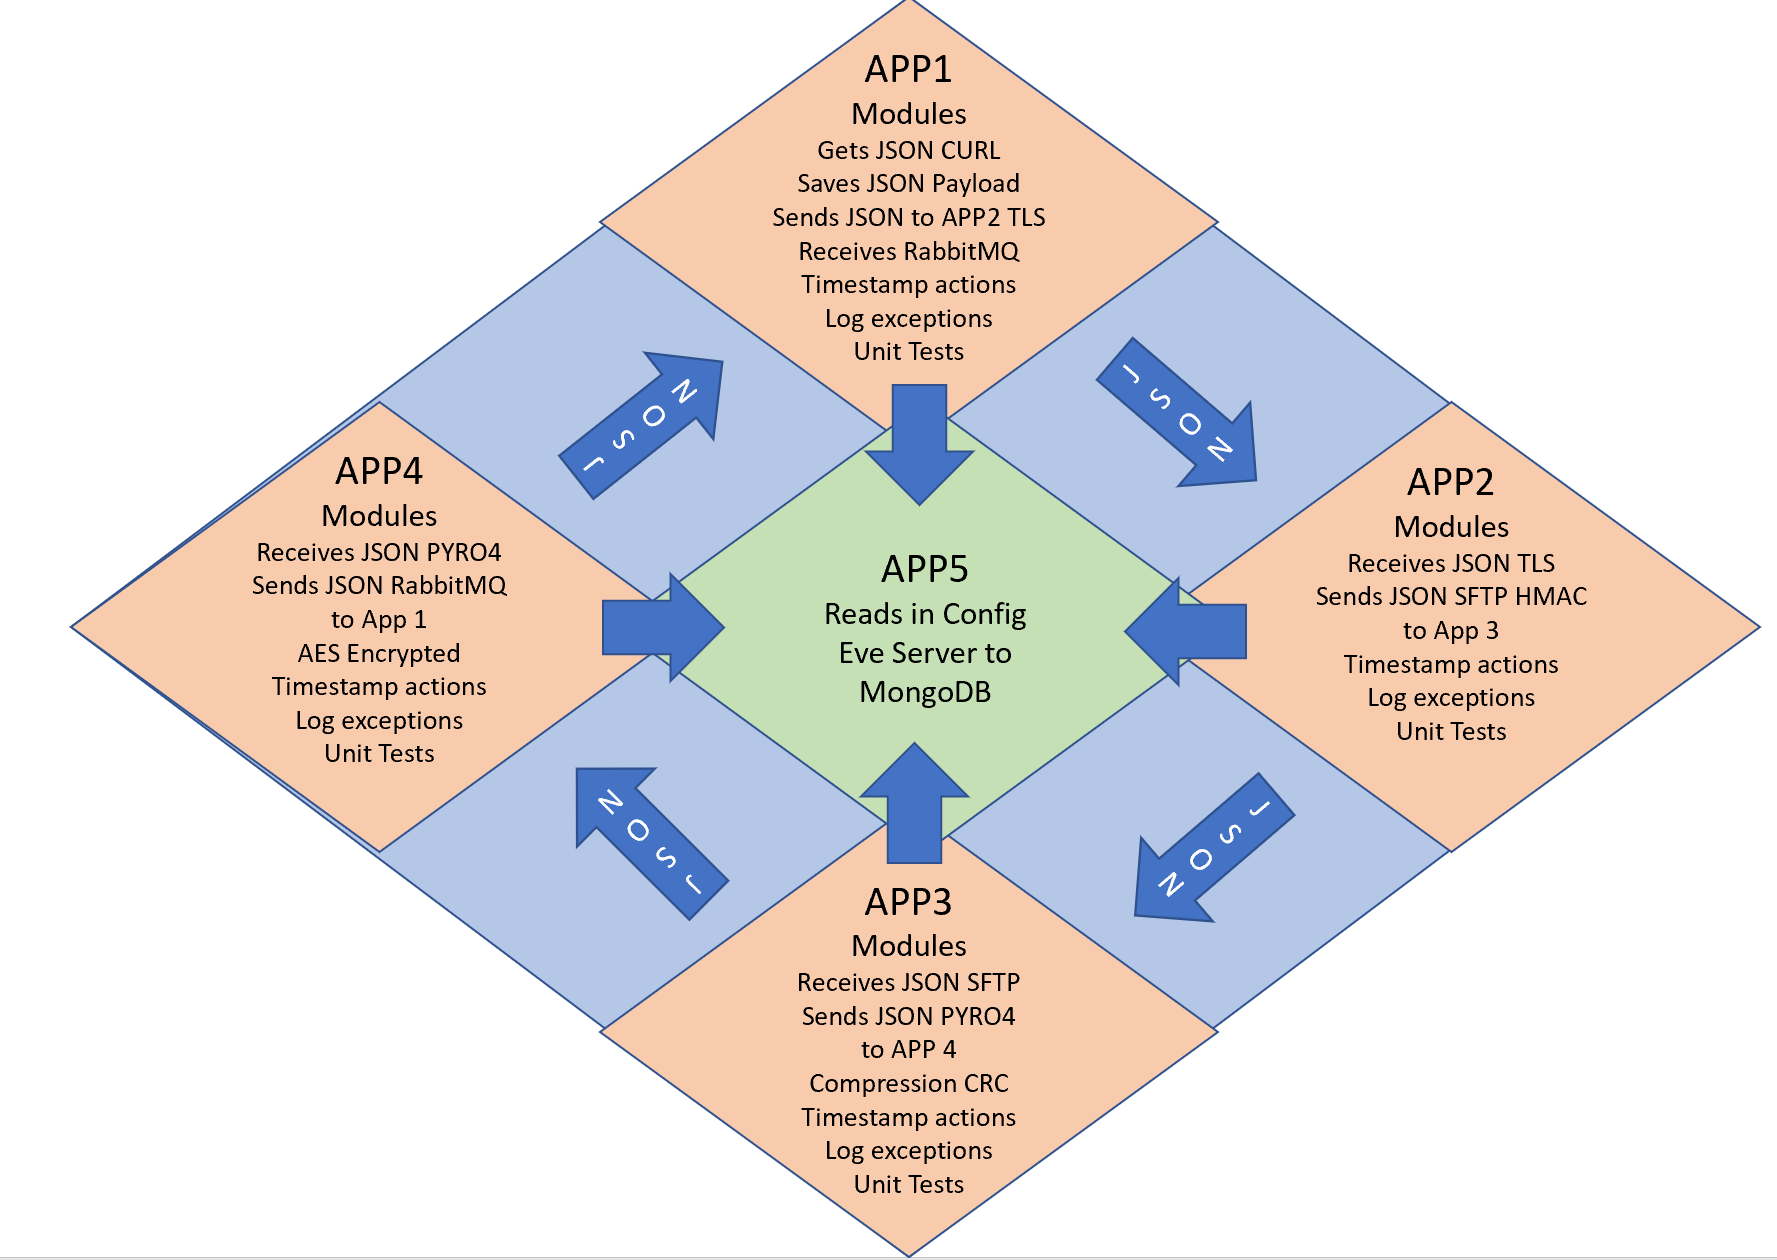 APP1
Modules
Gets JSON CURL
Saves JSON Payload
Sends JSON to APP2 TLS
Receives RabbitMQ
Timestamp actions
Log exceptions
Unit Tests
JSON
JSON
APP4
Modules
Receives JSON PYRO4
Sends JSON RabbitMQ
to App 1
AES Encrypted
Timestamp actions
Log exceptions
Unit Tests
APP5
Reads in Config
Eve Server to
MongoDB
APP2
Modules
Receives JSON TLS
Sends JSON SFTP HMAC
to App 3
Timestamp actions
Log exceptions
Unit Tests
JSON
JSON
APP3
Modules
Receives JSON SFTP
Sends JSON PYRO4
to APP 4
Compression CRC
Timestamp actions
Log exceptions
Unit Tests